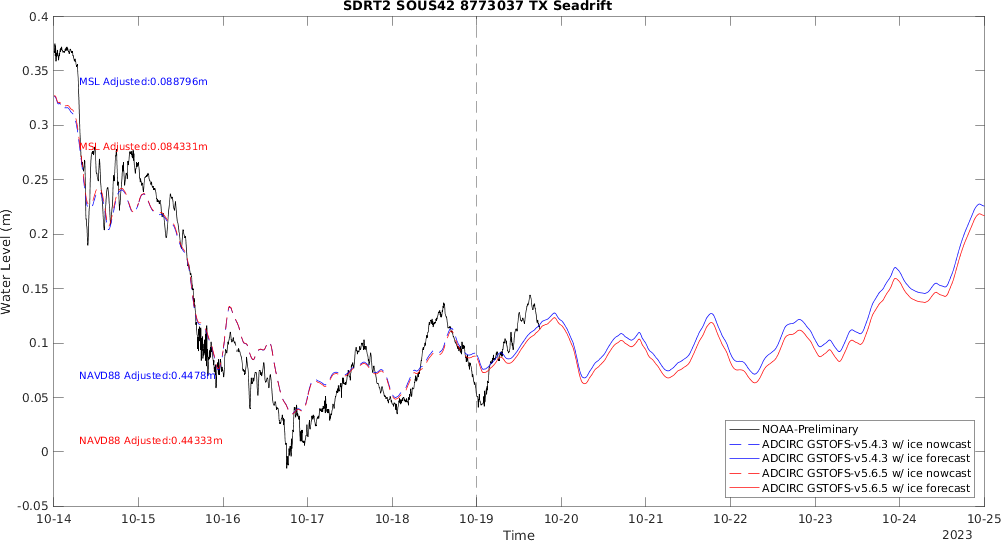 SDRT2 SOUS42 8773037 TX Seadrift
0.4
0.35
0.3
0.25
0.2
0.15
0.1
0.05
0
-0.05
Water Level (m)
MSL Adjusted:0.088796m
MSL Adjusted:0.084331m
NAVD88 Adjusted:0.4478m
NAVD88 Adjusted:0.44333m
NOAA-Preliminary
ADCIRC GSTOFS-v5.4.3 w/ ice nowcast
ADCIRC GSTOFS-v5.4.3 w/ ice forecast
ADCIRC GSTOFS-v5.6.5 w/ ice nowcast
ADCIRC GSTOFS-v5.6.5 w/ ice forecast
10-14 10-15 10-16 10-17 10-18 10-19 10-20 10-21 10-22 10-23 10-24 10-25
Time
2023